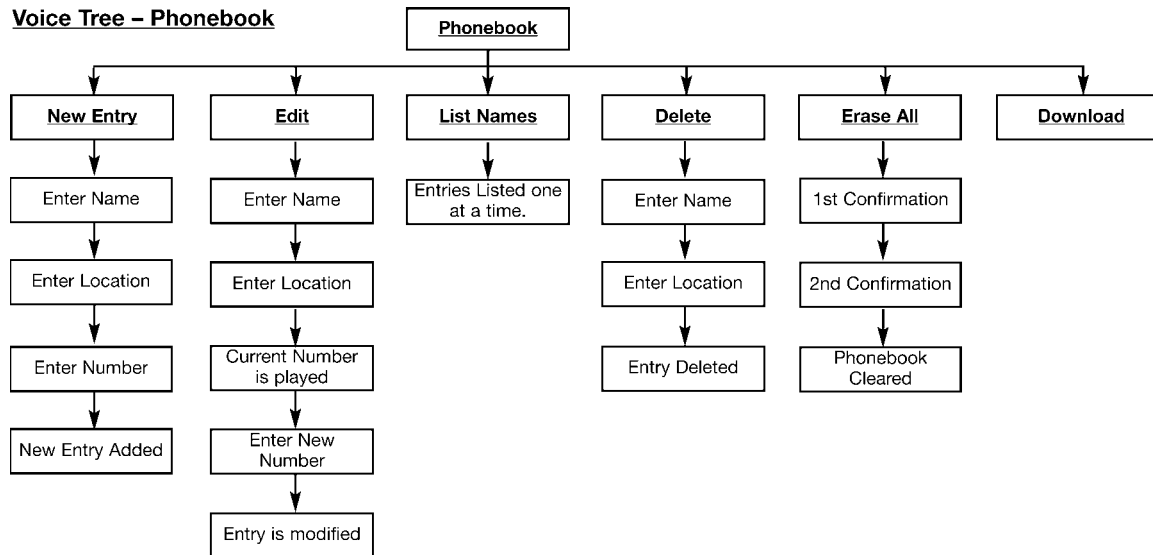 Voice Tree – Phonebook
Phonebook
New Entry
Edit
List Names
Delete
Erase All
Download
Enter Name
Enter Name
Entries Listed one
at a time.
Enter Name
1st Confirmation
Enter Location
Enter Location
Enter Location
2nd Confirmation
Enter Number
Current Number
is played
Entry Deleted
Phonebook
Cleared
New Entry Added
Enter New
Number
Entry is modified